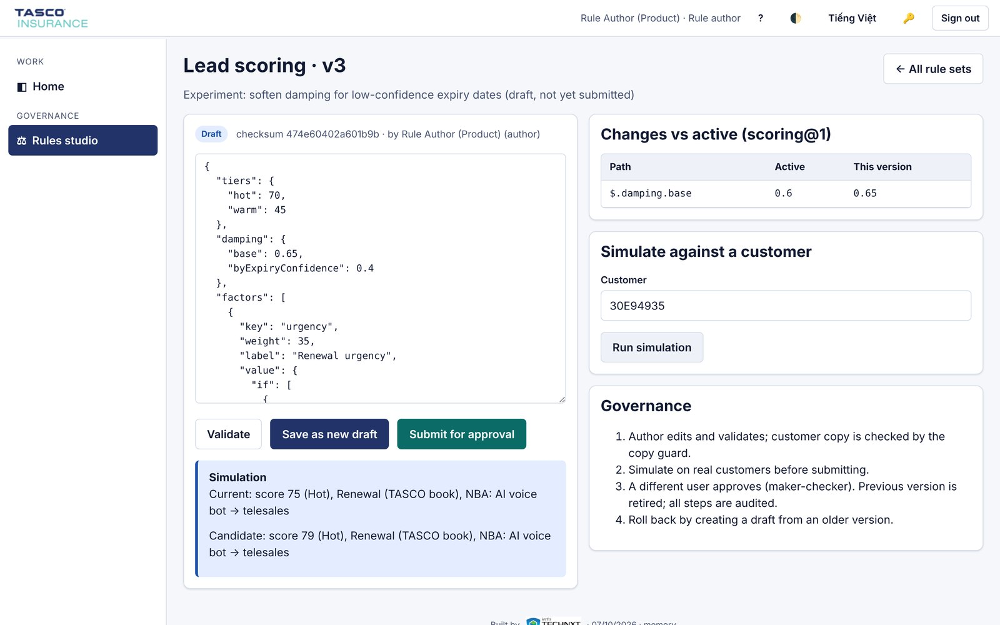 TASCO
INSURANCE
Rule Author (Product) · Rule author
?
Tiếng Việt
Sign out
WORK
Home
GOVERNANCE
Rules studio
Lead scoring · v3
← All rule sets
Experiment: soften damping for low-confidence expiry dates (draft, not yet submitted)
Draft
checksum 474e60402a601b9b · by Rule Author (Product) (author)
{
"tiers": {
"hot": 70,
"warm": 45
},
"damping": {
"base": 0.65,
"byExpiryConfidence": 0.4
},
"factors": [
{
"key": "urgency",
"weight": 35,
"label": "Renewal urgency",
"value": {
"if": [
{
Validate
Save as new draft
Submit for approval
Simulation
Current: score 75 (Hot), Renewal (TASCO book), NBA: AI voice
bot → telesales
Candidate: score 79 (Hot), Renewal (TASCO book), NBA: AI voice
bot → telesales
Changes vs active (scoring@1)
Path Active This version
$.damping.base 0.6 0.65
Simulate against a customer
Customer
30E94935
Run simulation
Governance
1. Author edits and validates; customer copy is checked by the
copy guard.
2. Simulate on real customers before submitting.
3. A different user approves (maker-checker). Previous version is
retired; all steps are audited.
4. Roll back by creating a draft from an older version.
Built by
TECHNXT
· 07/10/2026 · memory